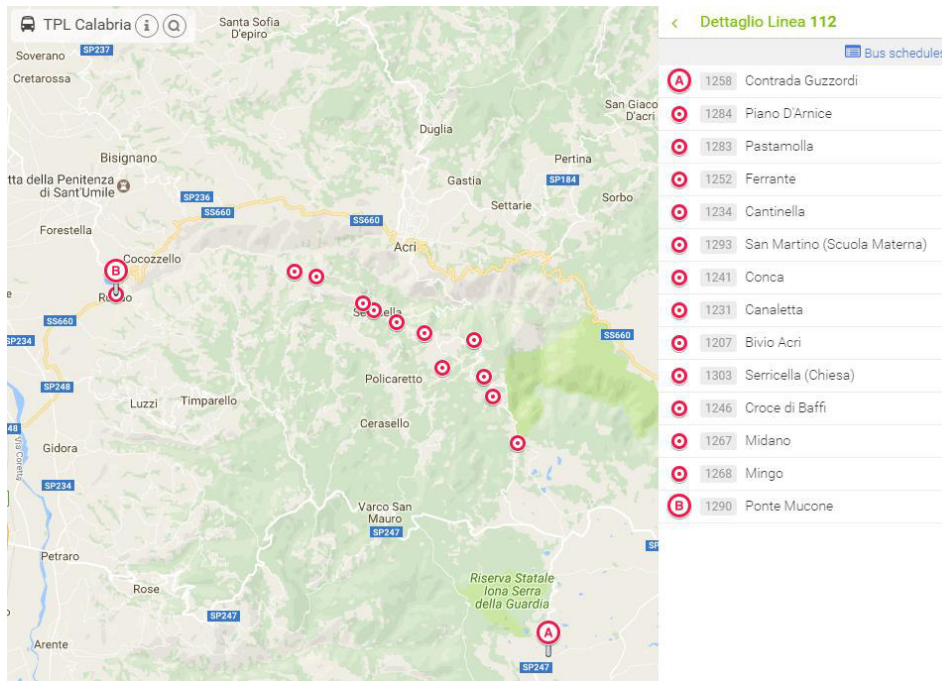 TPL Calabria
Santa Sofia
D'epiro
SP237
Soverano
Cretarossa
San Giaco
D'acri
Duglia
Bisignano
Pertina
tta della Penitenza
di Sant'Umile
Gastia
SP184
SP236
Settarie
Sorbo
SS660
SS660
Forestella
Acri
Cocozzello
B
SS660
SS660
SP234
Policaretto
SP248
Luzzi
Timparello
Cerasello
48
Via Coretta
Gidora
SP234
Varco San
Mauro
SP247
SP
Petraro
Riserva Statale
Iona Serra
della Guardia
Rose
SP247
A
Arente
SP247
Dettaglio Linea 112
Bus schedules
A 1258 Contrada Guzzordi
1284 Piano D'Arnice
1283 Pastamolla
1252 Ferrante
1234 Cantinella
1293 San Martino (Scuola Materna)
1241 Conca
1231 Canaletta
1207 Bivio Acri
1303 Serricella (Chiesa)
1246 Croce di Baffi
1267 Midano
1268 Mingo
B 1290 Ponte Mucone